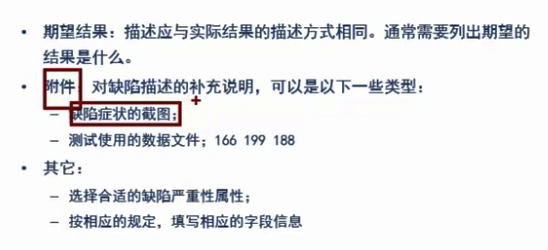 • 期望结果：描述应与实际结果的描述方式相同。通常需要列出期望的
结果是什么。
• 附件：对缺陷描述的补充说明，可以是以下一些类型：
– 缺陷症状的截图；
– 测试使用的数据文件；166 199 188
• 其它：
– 选择合适的缺陷严重性属性；
– 按相应的规定，填写相应的字段信息